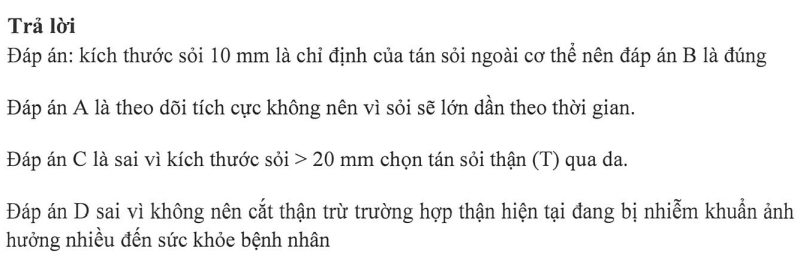 Trả lời
Đáp án: kích thước sỏi 10 mm là chỉ định của tán sỏi ngoài cơ thể nên đáp án B là đúng
Đáp án A là theo dõi tích cực không nên vì sỏi sẽ lớn dần theo thời gian.
Đáp án C là sai vì kích thước sỏi > 20 mm chọn tán sỏi thận (T) qua da.
Đáp án D sai vì không nên cắt thận trừ trường hợp thận hiện tại đang bị nhiễm khuẩn ảnh
hưởng nhiều đến sức khỏe bệnh nhân